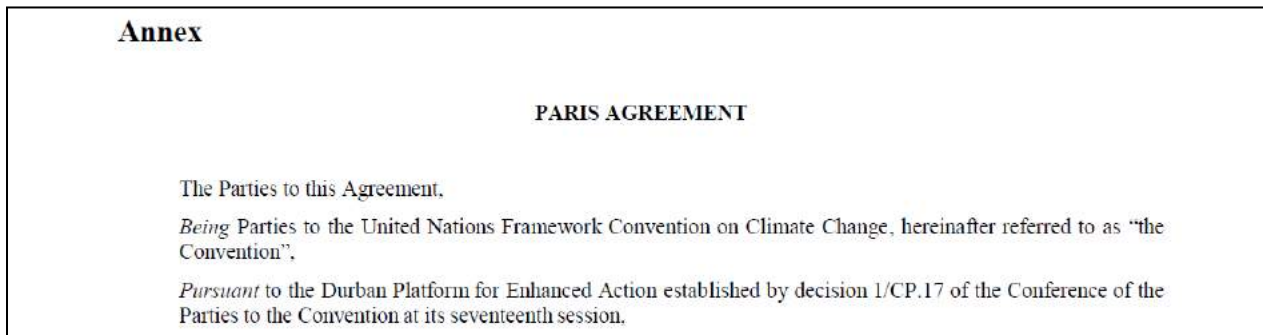 Annex
PARIS AGREEMENT
The Parties to this Agreement,
Being Parties to the United Nations Framework Convention on Climate Change, hereinafter referred to as “the
Convention”,
Pursuant to the Durban Platform for Enhanced Action established by decision 1/CP.17 of the Conference of the
Parties to the Convention at its seventeenth session,